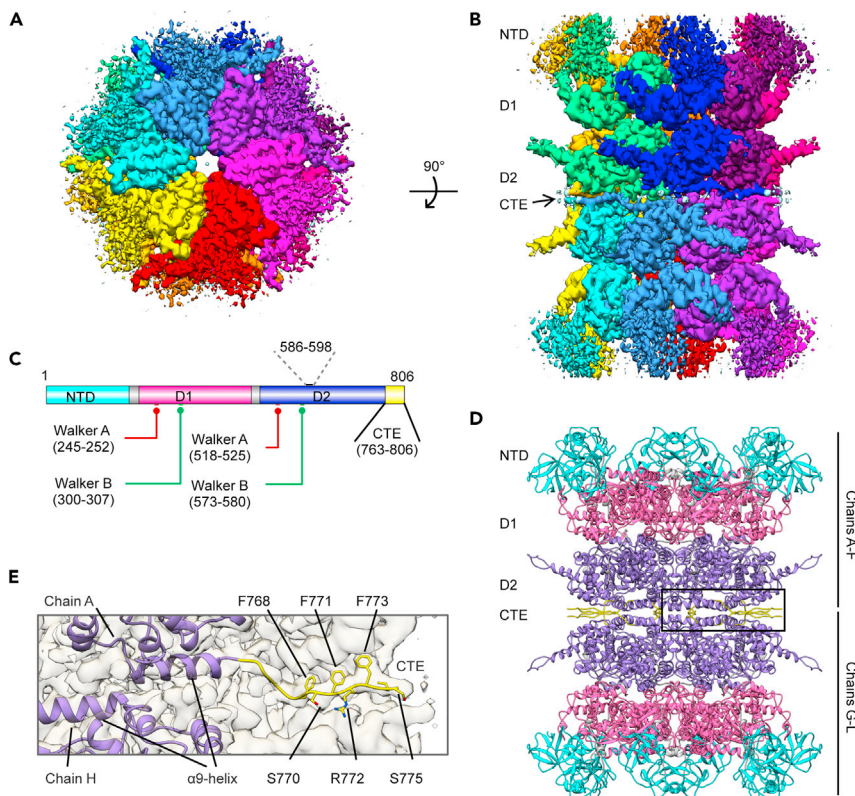 A
B
NTD
D1
D2
CTE
90°
C
586-598
1
806
NTD
D1
D2
Walker A
(245-252)
Walker A
(518-525)
CTE
(763-806)
Walker B
(300-307)
Walker B
(573-580)
D
NTD
D1
D2
CTE
Chains A-F
Chains G-L
E
Chain A
F768
F771
F773
CTE
Chain H
α9-helix
S770
R772
S775